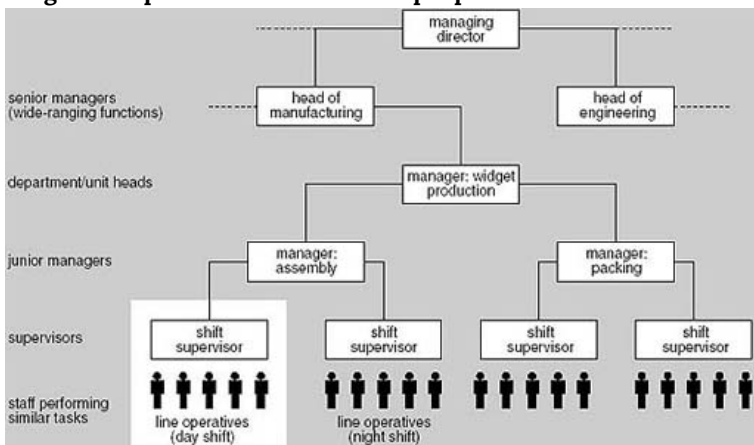 managing
director
senior managers
(wide-ranging functions)
head of
manufacturing
head of
engineering
department/unit heads
manager: widget
production
junior managers
manager:
assembly
manager:
packing
supervisors
shift
supervisor
shift
supervisor
shift
supervisor
shift
supervisor
staff performing
similar tasks
line operatives
(day shift)
line operatives
(night shift)